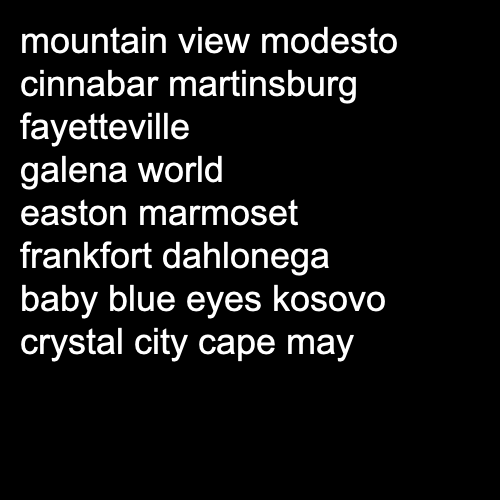 mountain view modesto
cinnabar martinsburg
fayetteville
galena world
easton marmoset
frankfort dahlonega
baby blue eyes kosovo
crystal city cape may